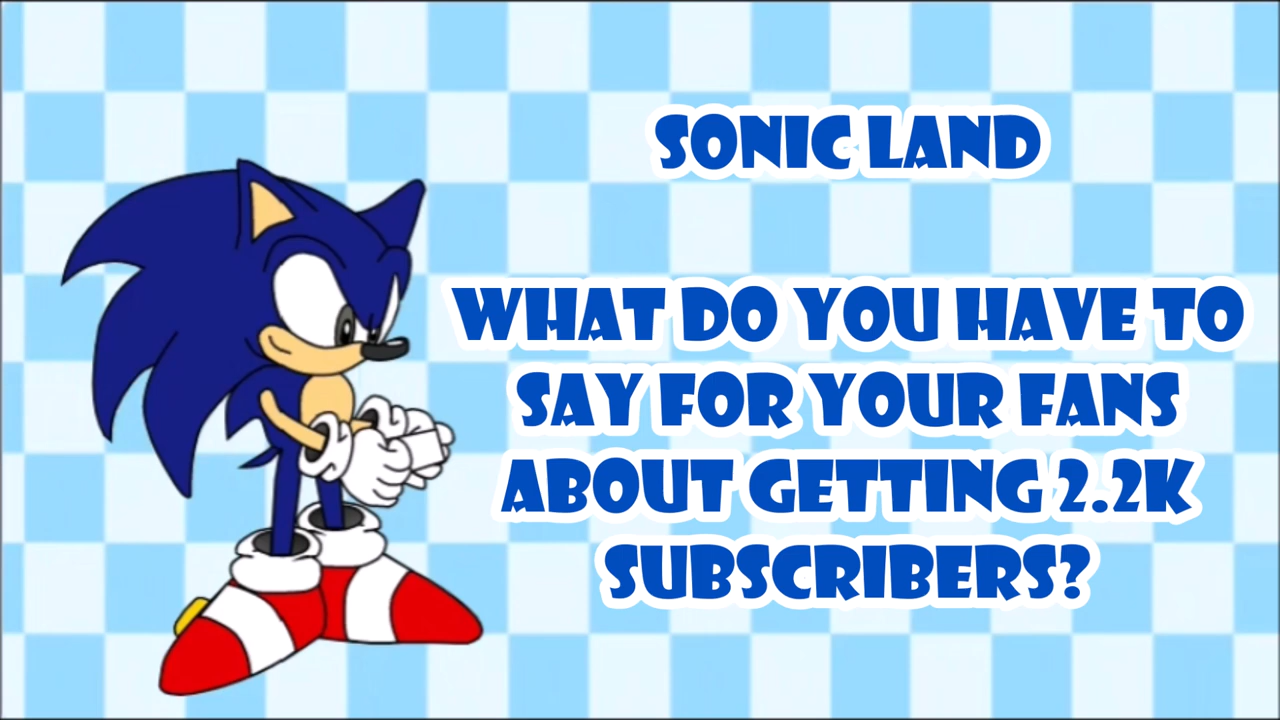 SONIC LAND
WHAT DO YOU HAVE TO
SAY FOR YOUR FANS
ABOUT GETTING 2.2K
SUBSCRIBERS?